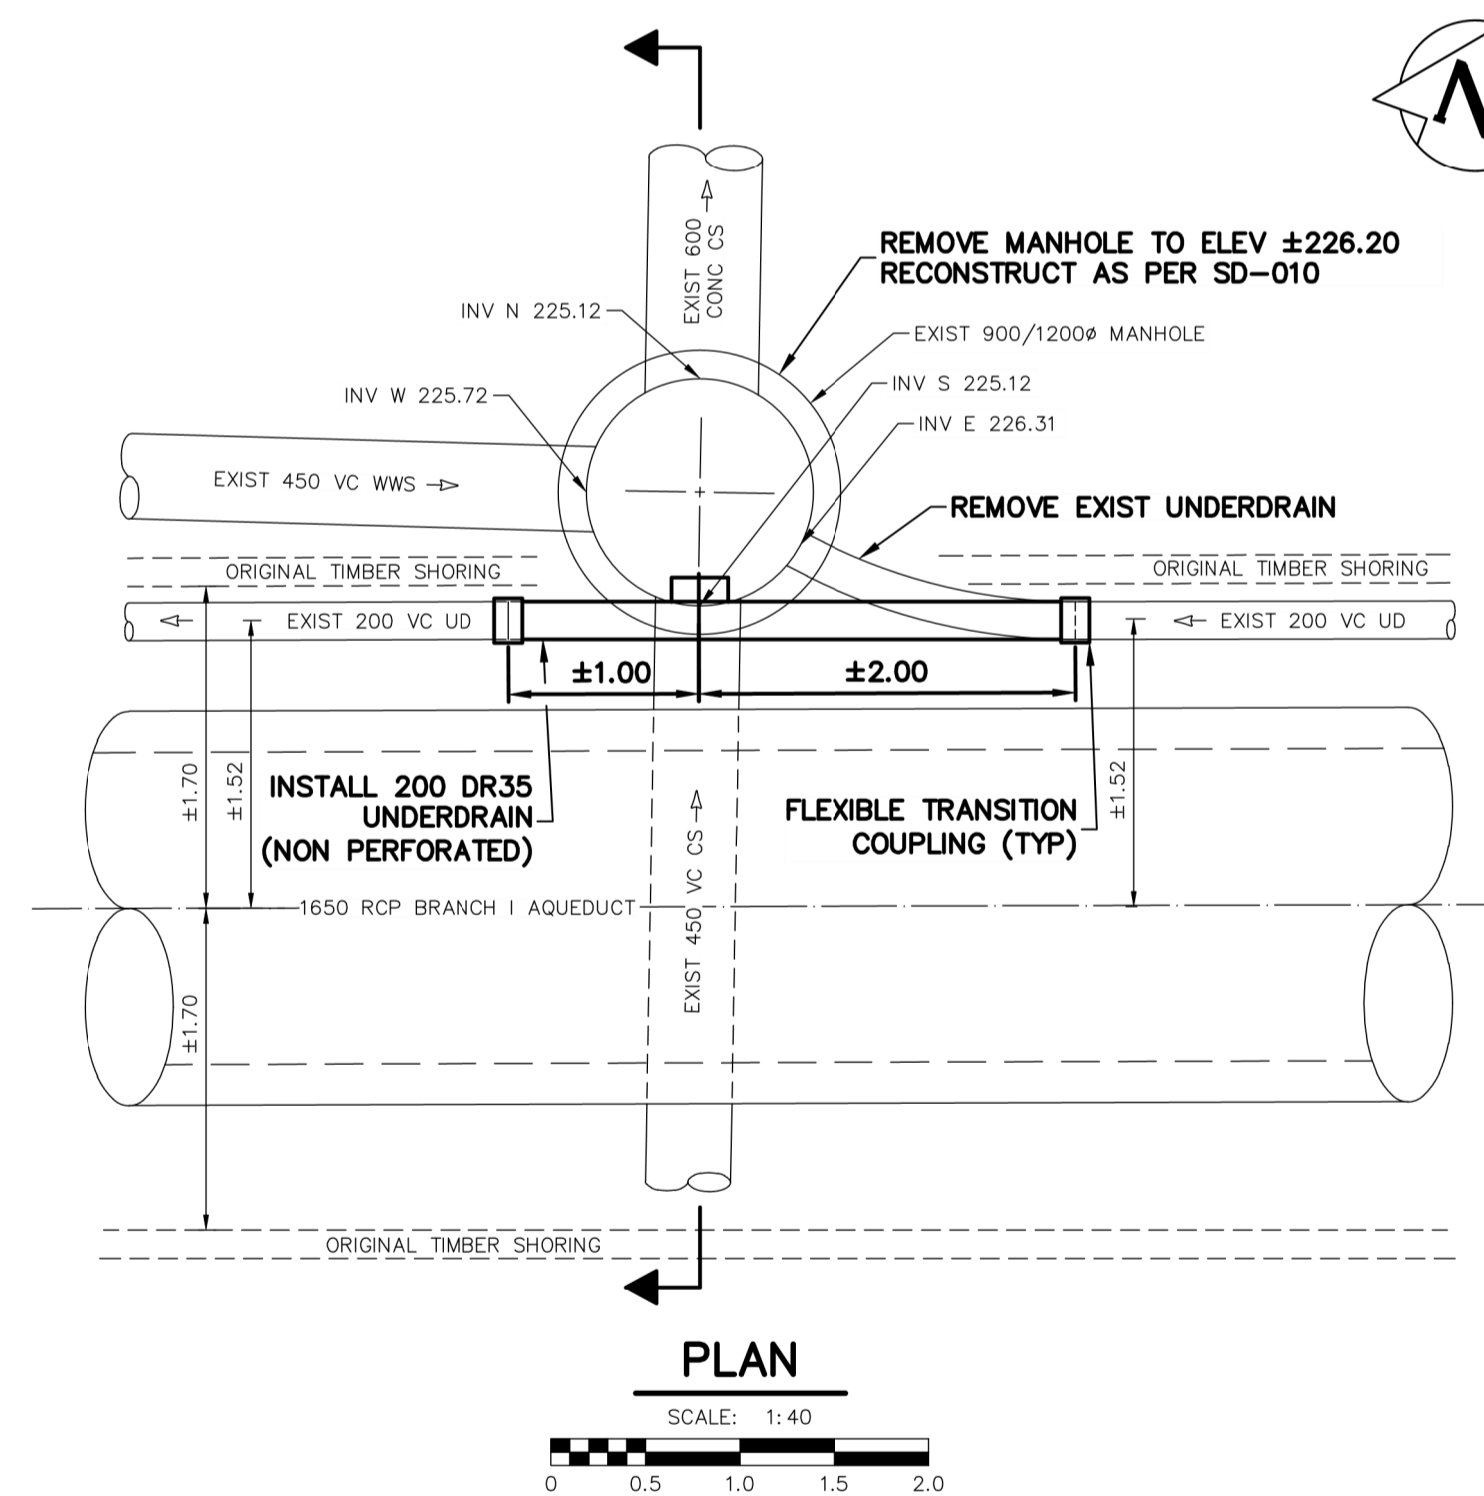 N
EXIST 600
CONC CS
REMOVE MANHOLE TO ELEV ±226.20
RECONSTRUCT AS PER SD-010
INV N 225.12
EXIST 900/1200ø MANHOLE
INV W 225.72
INV S 225.12
INV E 226.31
EXIST 450 VC WWS
REMOVE EXIST UNDERDRAIN
ORIGINAL TIMBER SHORING
ORIGINAL TIMBER SHORING
EXIST 200 VC UD
EXIST 200 VC UD
±1.00
±2.00
±1.70
±1.52
INSTALL 200 DR35
UNDERDRAIN
(NON PERFORATED)
FLEXIBLE TRANSITION
COUPLING (TYP)
±1.52
EXIST 450 VC CS
1650 RCP BRANCH I AQUEDUCT
±1.70
ORIGINAL TIMBER SHORING
PLAN
SCALE: 1:40
0 0.5 1.0 1.5 2.0